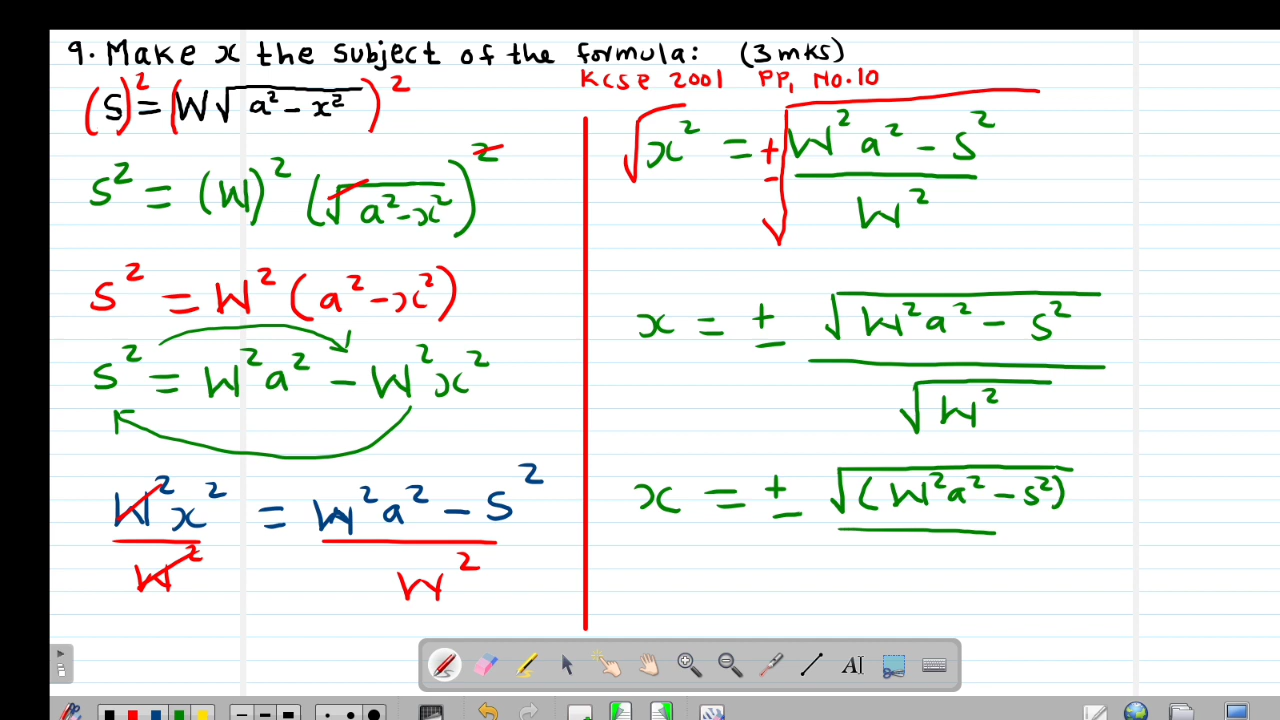 9. Make x the subject of the formula: (3 mks)
KCSE 2001 PP1 No.10
(S)² = (W√(a² - x²))²
S² = (W)² (√(a² - x²))²
S² = W² (a² - x²)
S² = W²a² - W²x²
W²x²/W² = (W²a² - S²)/W²
√x² = ±√((W²a² - S²)/W²)
x = ± √(W²a² - S²)/√W²
x = ± √(W²a² - S²)
AI